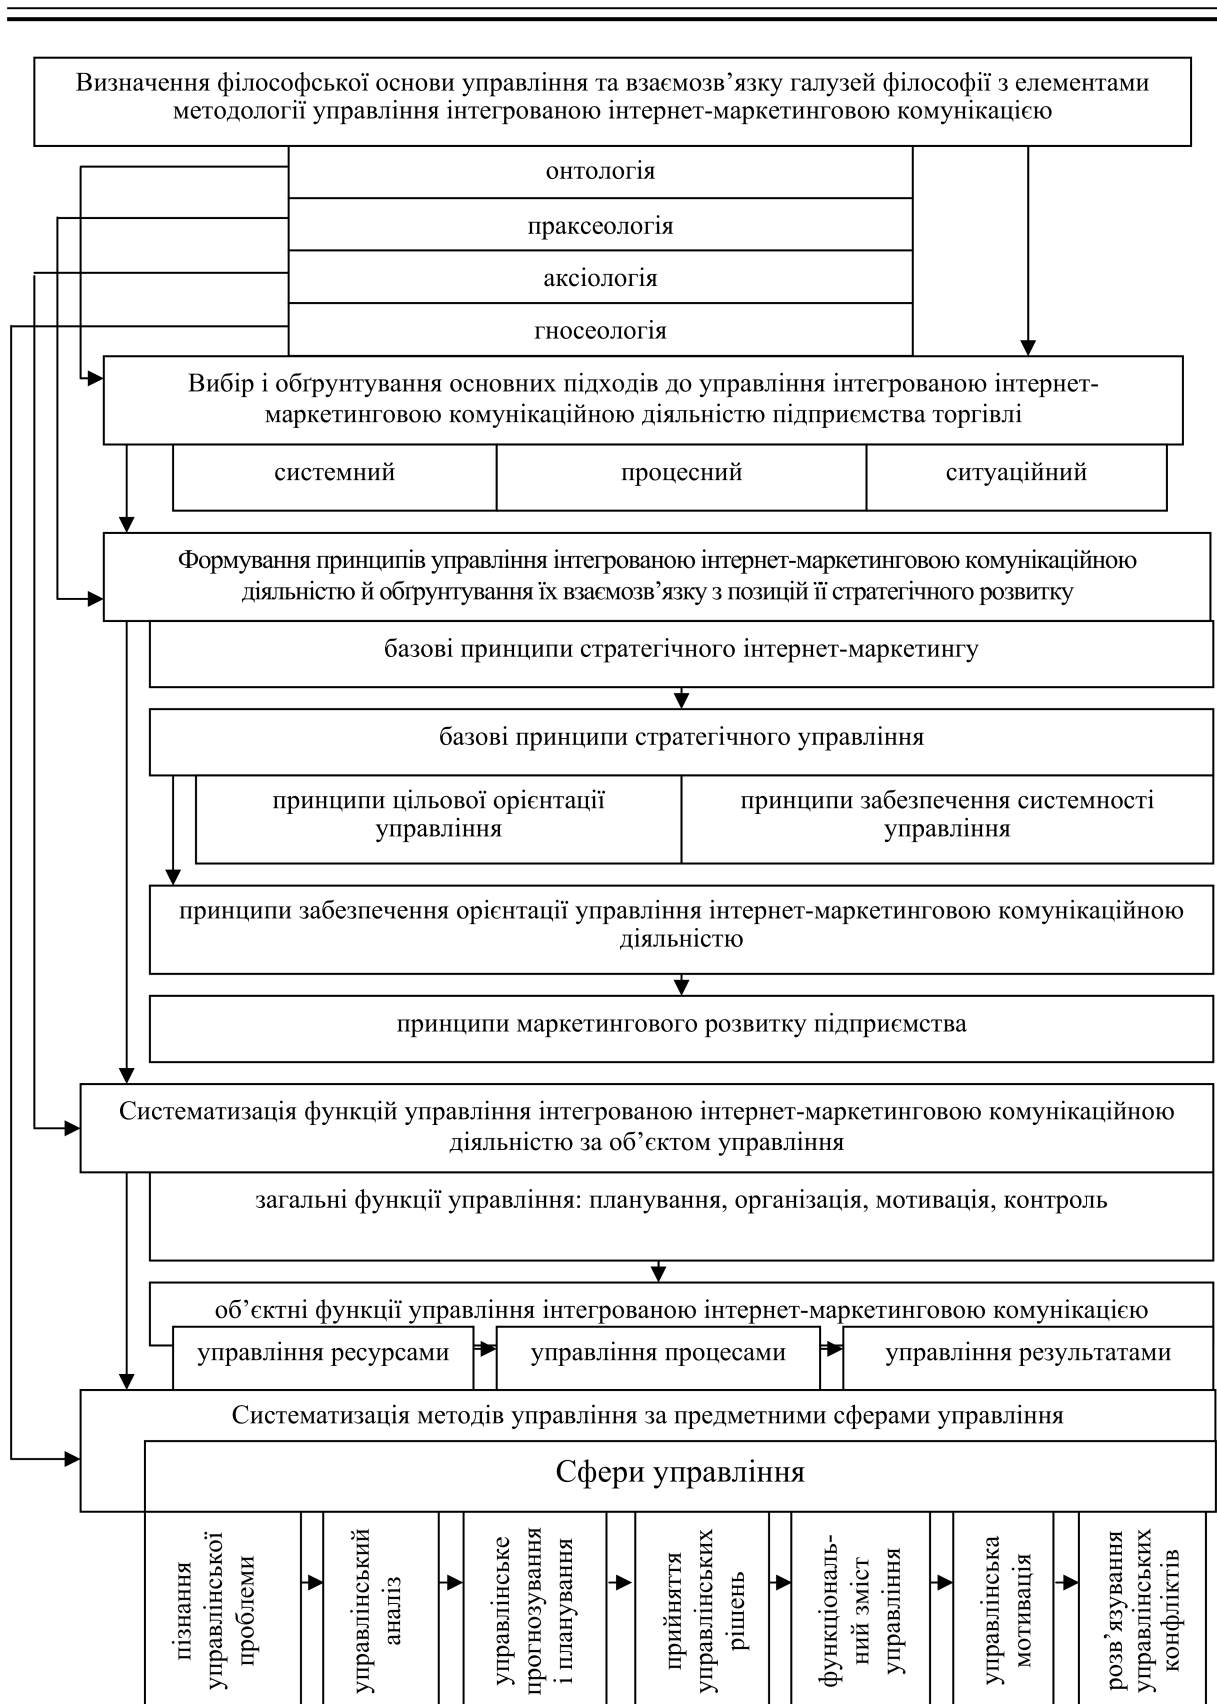 Визначення філософської основи управління та взаємозв’язку галузей філософії з елементами
методології управління інтегрованою інтернет-маркетинговою комунікацією
онтологія
праксеологія
аксіологія
гносеологія
Вибір і обґрунтування основних підходів до управління інтегрованою інтернет-
маркетинговою комунікаційною діяльністю підприємства торгівлі
системний
процесний
ситуаційний
Формування принципів управління інтегрованою інтернет-маркетинговою комунікаційною
діяльністю й обґрунтування їх взаємозв’язку з позицій її стратегічного розвитку
базові принципи стратегічного інтернет-маркетингу
базові принципи стратегічного управління
принципи цільової орієнтації
управління
принципи забезпечення системності
управління
принципи забезпечення орієнтації управління інтернет-маркетинговою комунікаційною
діяльністю
принципи маркетингового розвитку підприємства
Систематизація функцій управління інтегрованою інтернет-маркетинговою комунікаційною
діяльністю за об’єктом управління
загальні функції управління: планування, організація, мотивація, контроль
об’єктні функції управління інтегрованою інтернет-маркетинговою комунікацією
управління ресурсами
управління процесами
управління результатами
Систематизація методів управління за предметними сферами управління
Сфери управління
пізнання
управлінської
проблеми
управлінський
аналіз
управлінське
прогнозування
і планування
прийняття
управлінських
рішень
функціональ-
ний зміст
управління
управлінська
мотивація
розв’язування
управлінських
конфліктів